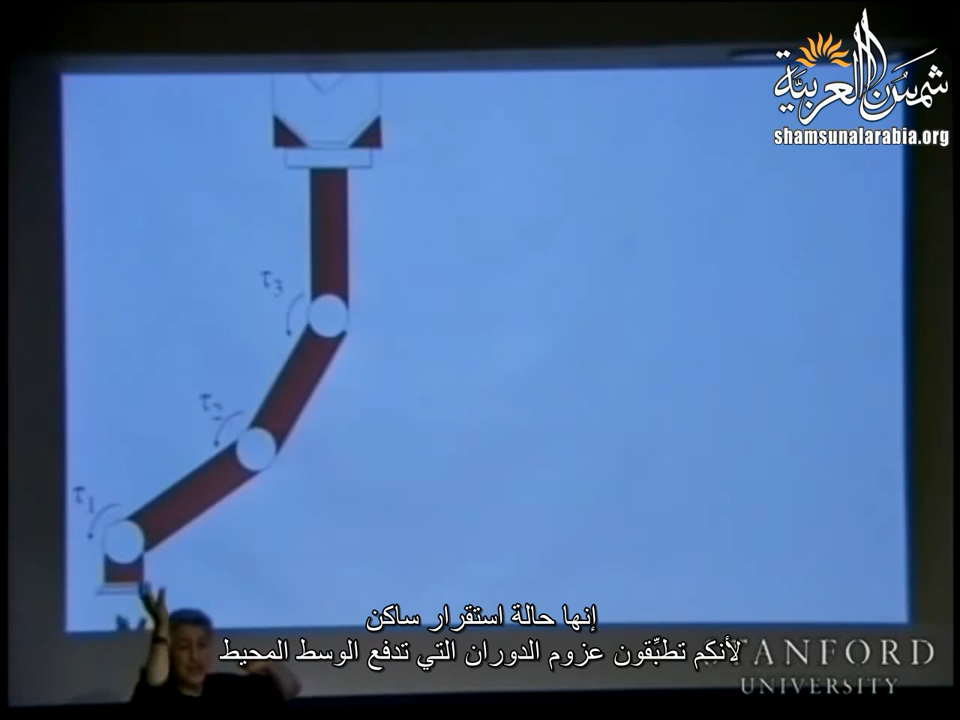 شمس العربية
shamsunalarabia.org
τ3
τ2
τ1
إنها حالة استقرار ساكن
لأنكم تطبِّقون عزوم الدوران التي تدفع الوسط المحيط
STANFORD
UNIVERSITY